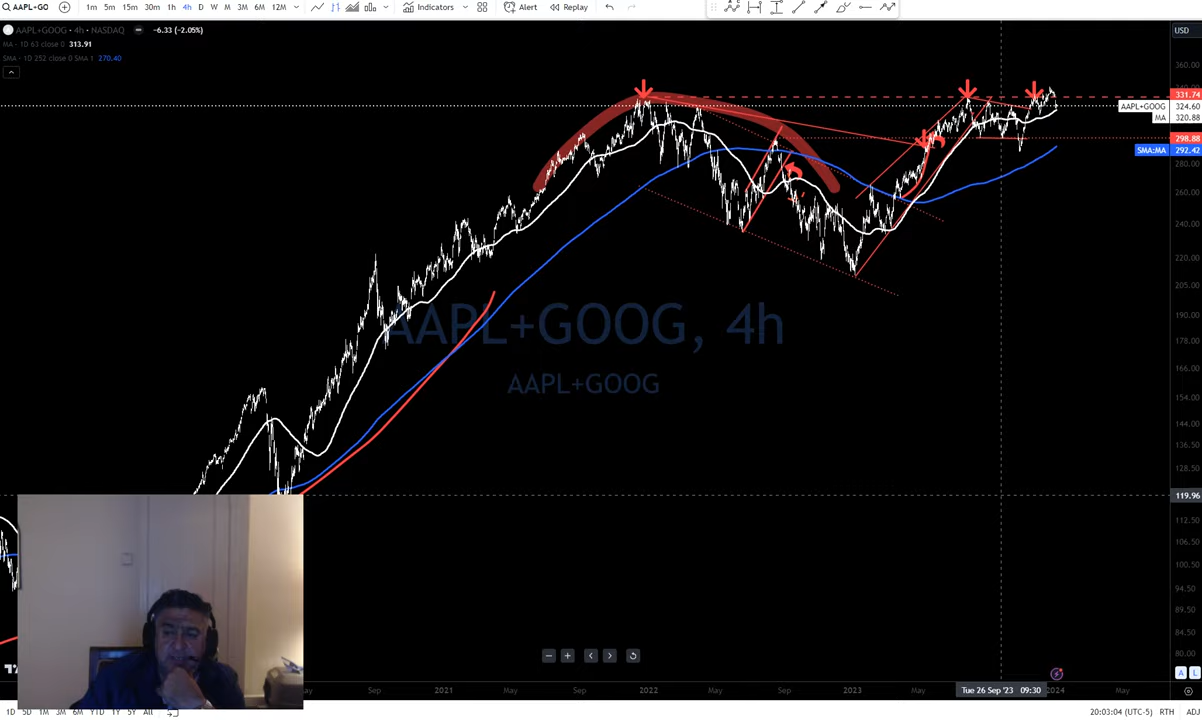 AAPL+GO 1m 5m 15m 30m 1h 4h D W M 3M 6M 12M Indicators Alert Replay
AAPL+GOOG • 4h • NASDAQ -6.33 (-2.05%)
MA · 1D 63 close 0 313.91
SMA · 1D 252 close 0 SMA 1 270.40
USD
360.00
331.74
AAPL+GOOG 324.60
MA 320.88
298.88
SMA:MA 292.42
280.00
260.00
240.00
220.00
205.00
190.00
178.00
166.00
154.00
144.00
136.00
128.50
119.96
112.50
106.50
100.50
94.50
89.50
84.50
80.00
AAPL+GOOG, 4h
AAPL+GOOG
Sep 2021 May Sep 2022 May Sep 2023 May Tue 26 Sep '23 09:30 2024 May
A L
1D 5D 1M 3M 6M YTD 1Y 5Y All 20:03:04 (UTC-5) RTH ADJ